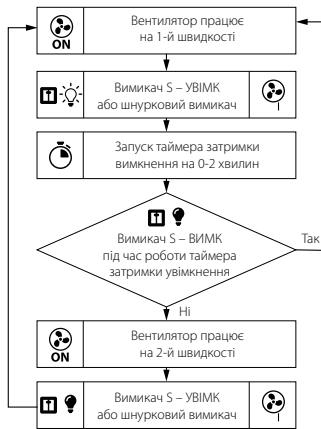 ON
Вентилятор працює
на 1-й швидкості
Вимикач S – УВІМК
або шнурковий вимикач
Запуск таймера затримки
вимкнення на 0-2 хвилин
Вимикач S – ВИМК
під час роботи таймера
затримки увімкнення
Так
Ні
ON
Вентилятор працює
на 2-й швидкості
Вимикач S – УВІМК
або шнурковий вимикач